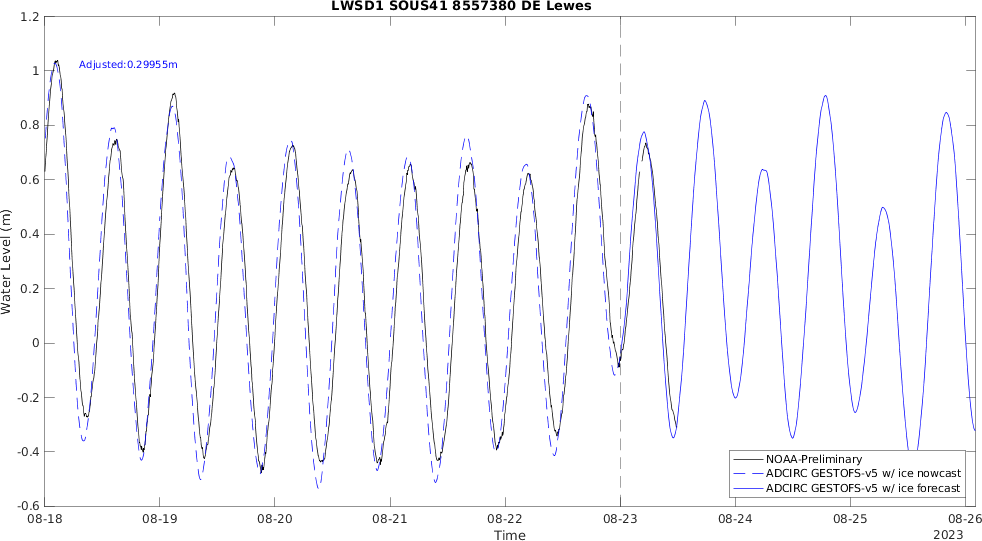 LWSD1 SOUS41 8557380 DE Lewes
Adjusted:0.29955m
Water Level (m)
1.2
1
0.8
0.6
0.4
0.2
0
-0.2
-0.4
-0.6
NOAA-Preliminary
ADCIRC GESTOFS-v5 w/ ice nowcast
ADCIRC GESTOFS-v5 w/ ice forecast
08-18 08-19 08-20 08-21 08-22 08-23 08-24 08-25 08-26
Time
2023